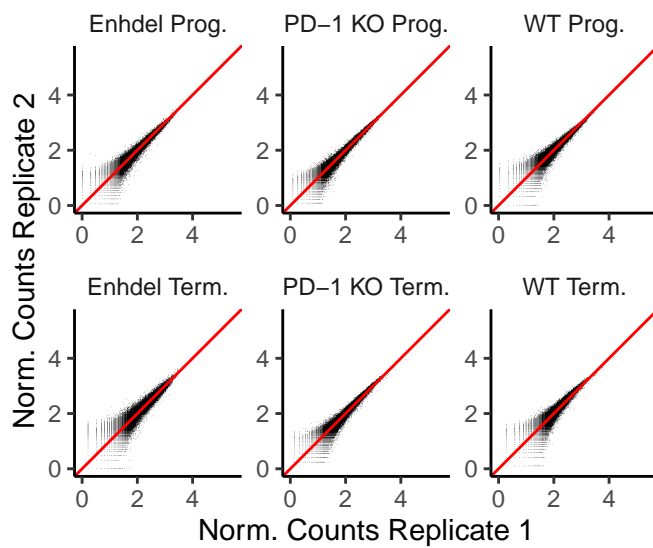 Enhdel Prog. PD−1 KO Prog. WT Prog.
4 4 4
2 2 2
0 0 0
0 2 4 0 2 4 0 2 4
Enhdel Term. PD−1 KO Term. WT Term.
4 4 4
2 2 2
0 0 0
0 2 4 0 2 4 0 2 4
Norm. Counts Replicate 2
Norm. Counts Replicate 1